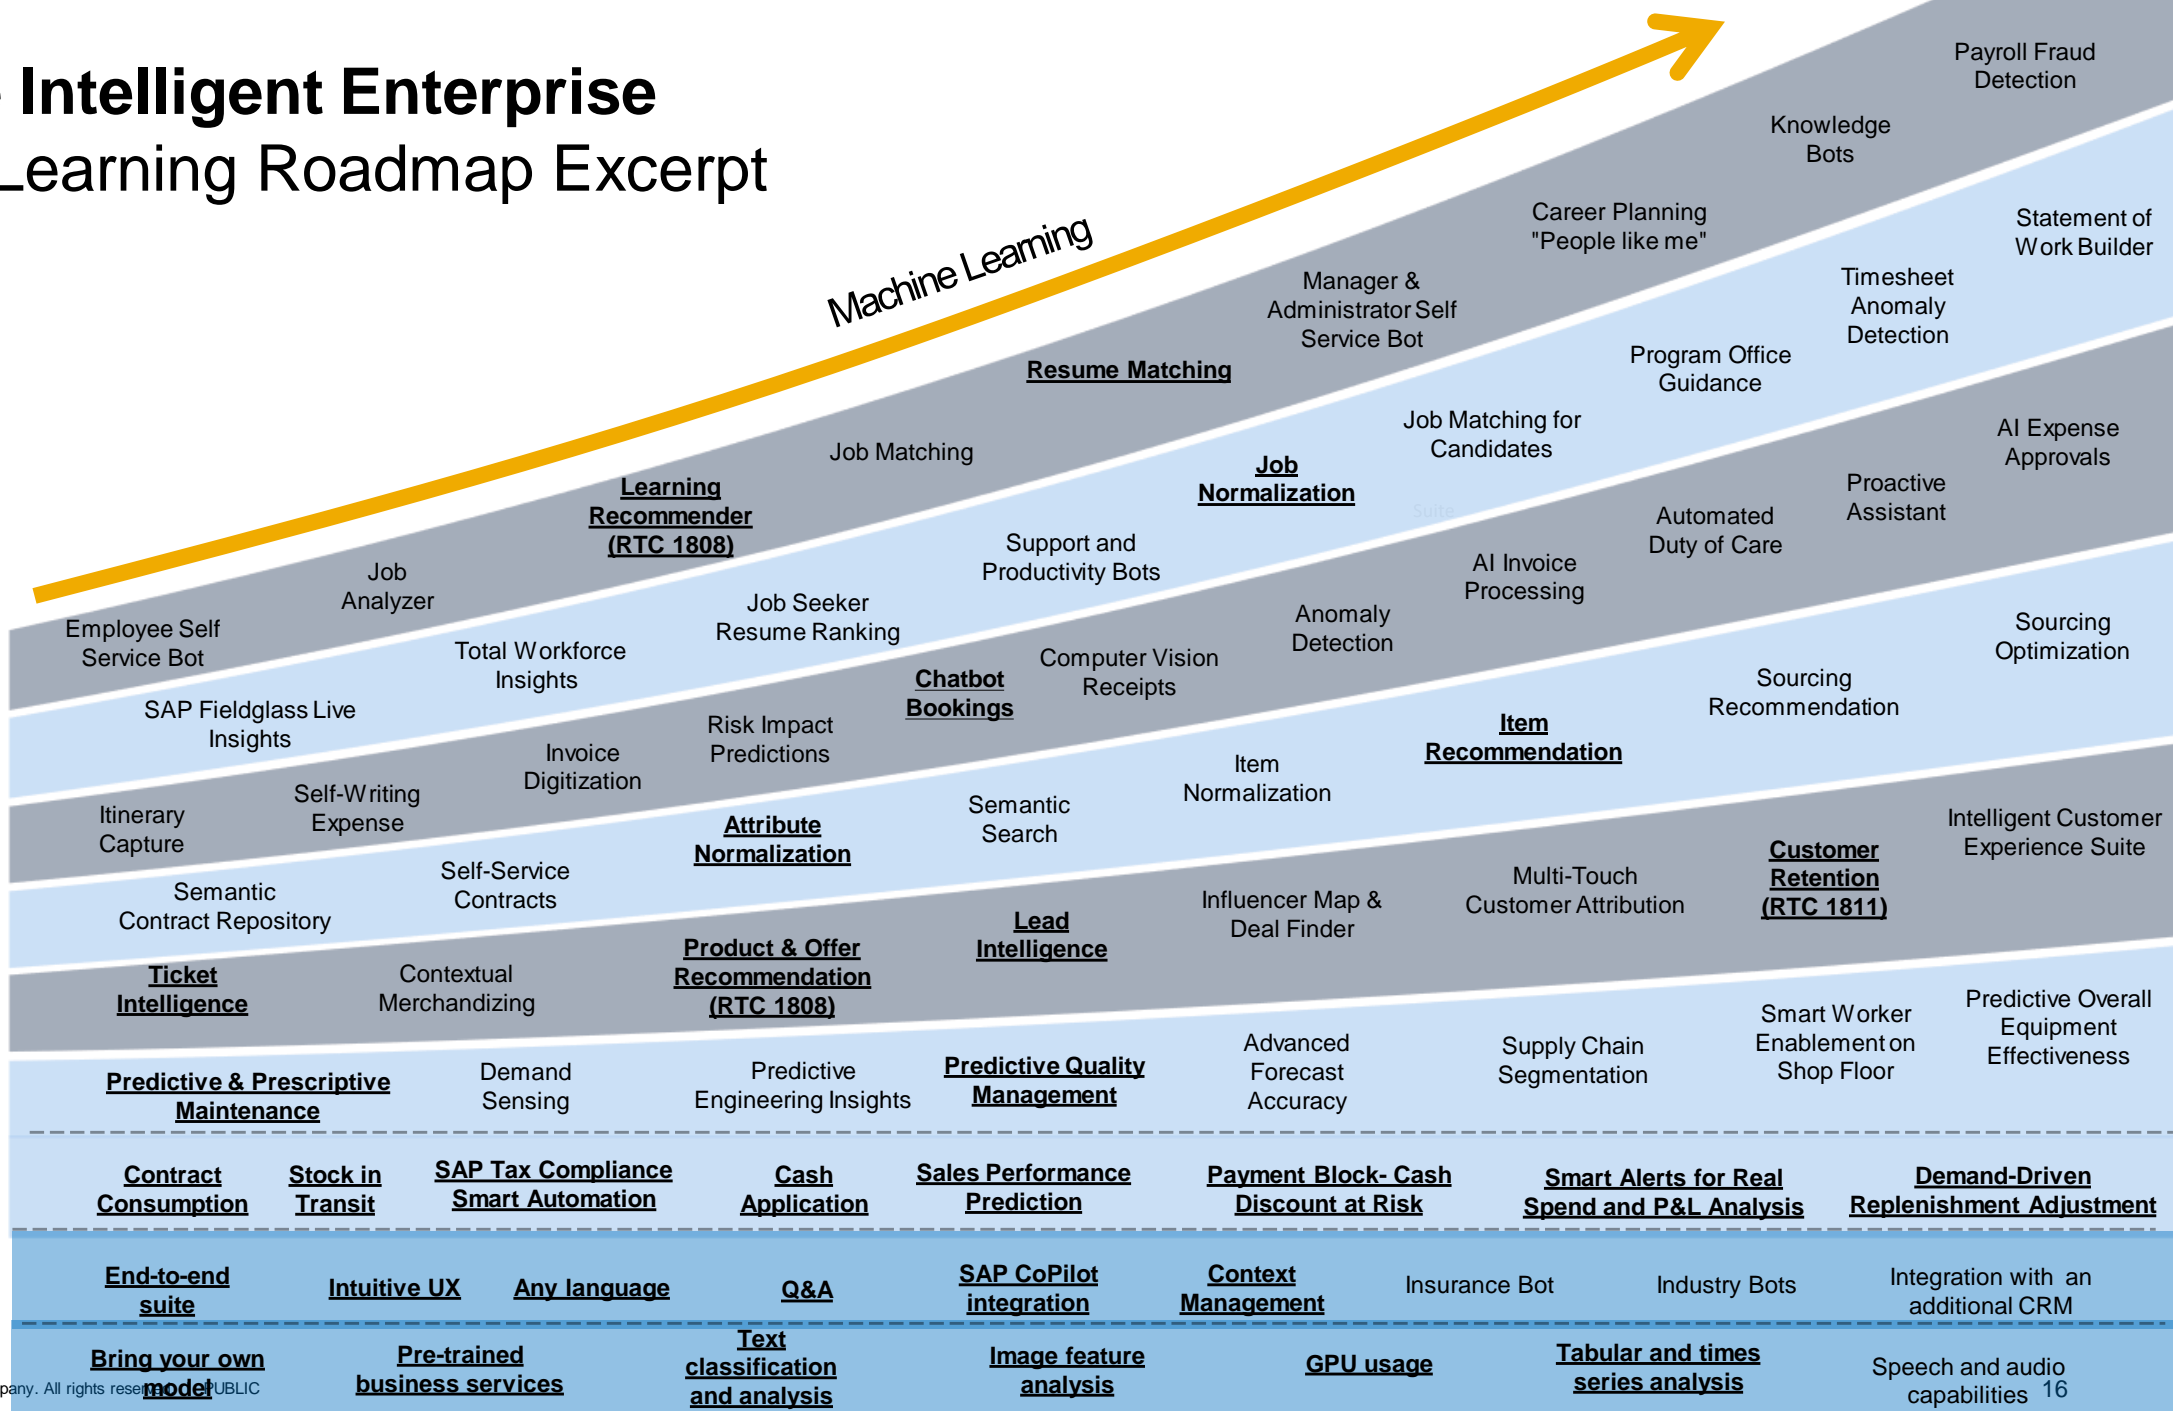 Intelligent Enterprise
Learning Roadmap Excerpt
Machine Learning
Employee Self
Service Bot
Job
Analyzer
Learning
Recommender
(RTC 1808)
Job Matching
Resume Matching
Manager &
Administrator Self
Service Bot
Career Planning
"People like me"
Knowledge
Bots
Payroll Fraud
Detection
SAP Fieldglass Live
Insights
Total Workforce
Insights
Job Seeker
Resume Ranking
Support and
Productivity Bots
Job
Normalization
Job Matching for
Candidates
Program Office
Guidance
Timesheet
Anomaly
Detection
Statement of
Work Builder
Suite
Itinerary
Capture
Self-Writing
Expense
Invoice
Digitization
Risk Impact
Predictions
Chatbot
Bookings
Computer Vision
Receipts
Anomaly
Detection
AI Invoice
Processing
Automated
Duty of Care
Proactive
Assistant
AI Expense
Approvals
Semantic
Contract Repository
Self-Service
Contracts
Attribute
Normalization
Semantic
Search
Item
Normalization
Item
Recommendation
Sourcing
Recommendation
Sourcing
Optimization
Ticket
Intelligence
Contextual
Merchandizing
Product & Offer
Recommendation
(RTC 1808)
Lead
Intelligence
Influencer Map &
Deal Finder
Multi-Touch
Customer Attribution
Customer
Retention
(RTC 1811)
Intelligent Customer
Experience Suite
Predictive & Prescriptive
Maintenance
Demand
Sensing
Predictive
Engineering Insights
Predictive Quality
Management
Advanced
Forecast
Accuracy
Supply Chain
Segmentation
Smart Worker
Enablement on
Shop Floor
Predictive Overall
Equipment
Effectiveness
Contract
Consumption
Stock in
Transit
SAP Tax Compliance
Smart Automation
Cash
Application
Sales Performance
Prediction
Payment Block- Cash
Discount at Risk
Smart Alerts for Real
Spend and P&L Analysis
Demand-Driven
Replenishment Adjustment
End-to-end
suite
Intuitive UX
Any language
Q&A
SAP CoPilot
integration
Context
Management
Insurance Bot
Industry Bots
Integration with an
additional CRM
Bring your own
model
Pre-trained
business services
Text
classification
and analysis
Image feature
analysis
GPU usage
Tabular and times
series analysis
Speech and audio
capabilities
pany. All rights reserved. PUBLIC
16